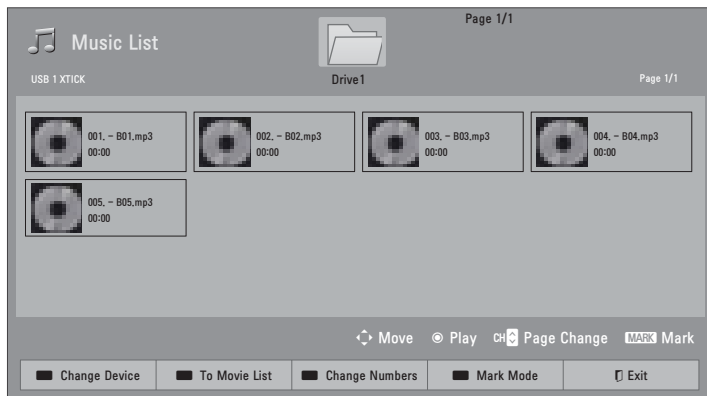 Page 1/1
Music List
Drive1
USB 1 XTICK
Page 1/1
001. - B01.mp3
00:00
002. - B02.mp3
00:00
003. - B03.mp3
00:00
004. - B04.mp3
00:00
005. - B05.mp3
00:00
Move Play CH Page Change MARK Mark
Change Device To Movie List Change Numbers Mark Mode Exit